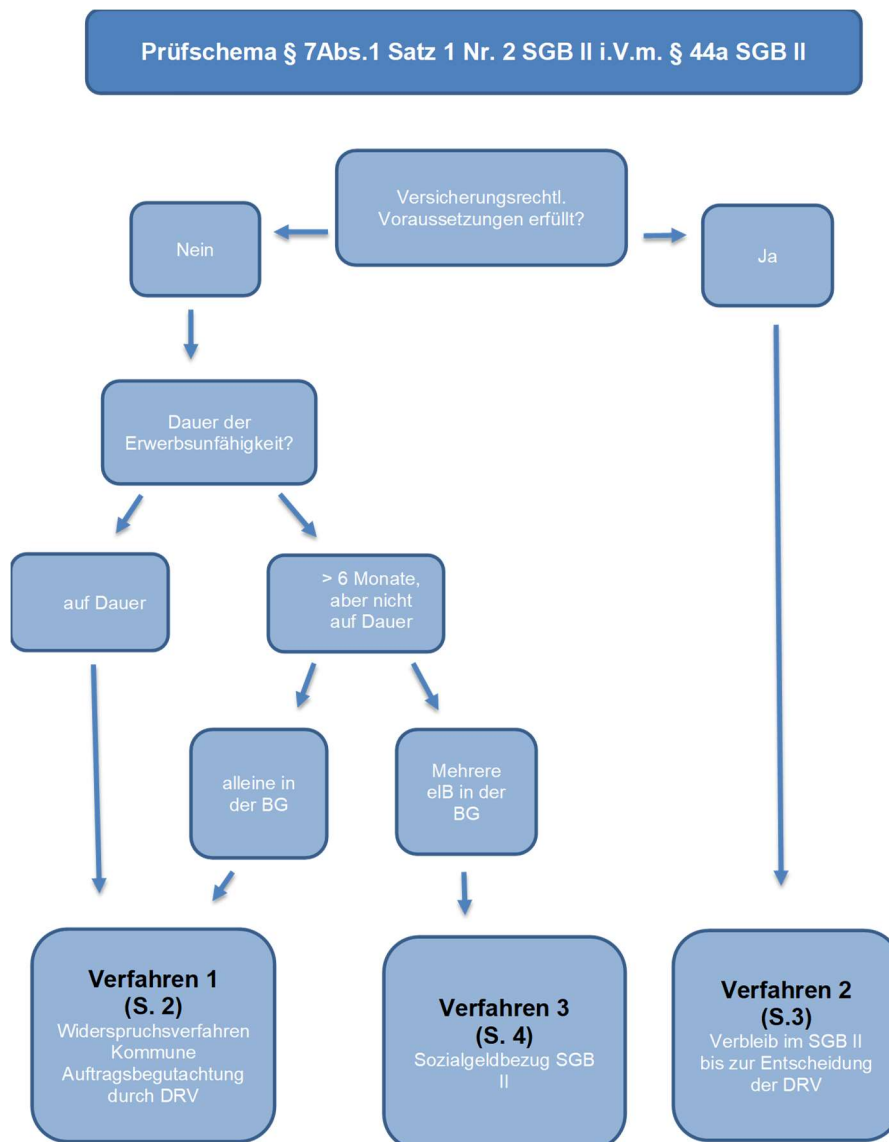 Prüfschema § 7Abs.1 Satz 1 Nr. 2 SGB II i.V.m. § 44a SGB II
Versicherungsrechtl.
Voraussetzungen erfüllt?
Nein
Ja
Dauer der
Erwerbsunfähigkeit?
auf Dauer
> 6 Monate,
aber nicht
auf Dauer
alleine in
der BG
Mehrere
elB in der
BG
Verfahren 1
(S. 2)
Widerspruchsverfahren
Kommune
Auftragsbegutachtung
durch DRV
Verfahren 3
(S. 4)
Sozialgeldbezug SGB
II
Verfahren 2
(S.3)
Verbleib im SGB II
bis zur Entscheidung
der DRV